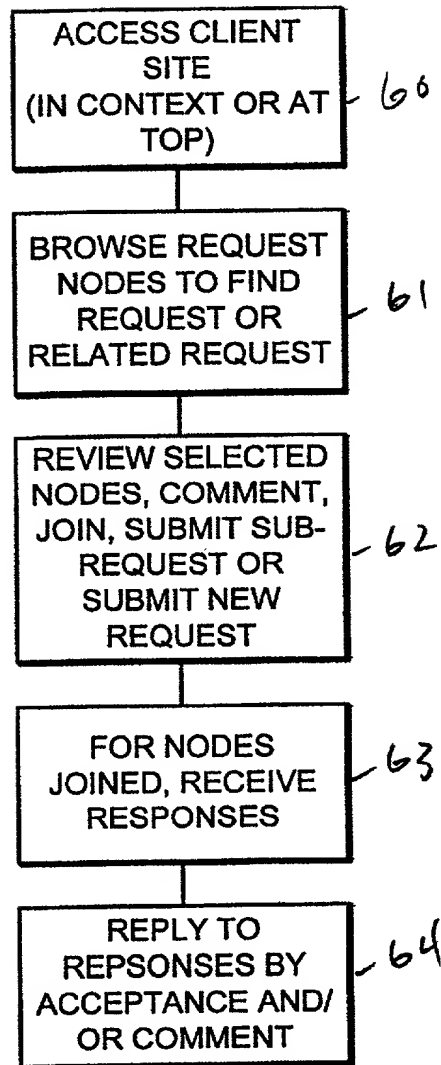 ACCESS CLIENT
SITE
(IN CONTEXT OR AT
TOP)
60
BROWSE REQUEST
NODES TO FIND
REQUEST OR
RELATED REQUEST
61
REVIEW SELECTED
NODES, COMMENT,
JOIN, SUBMIT SUB-
REQUEST OR
SUBMIT NEW
REQUEST
62
FOR NODES
JOINED, RECEIVE
RESPONSES
63
REPLY TO
REPSONSES BY
ACCEPTANCE AND/
OR COMMENT
64